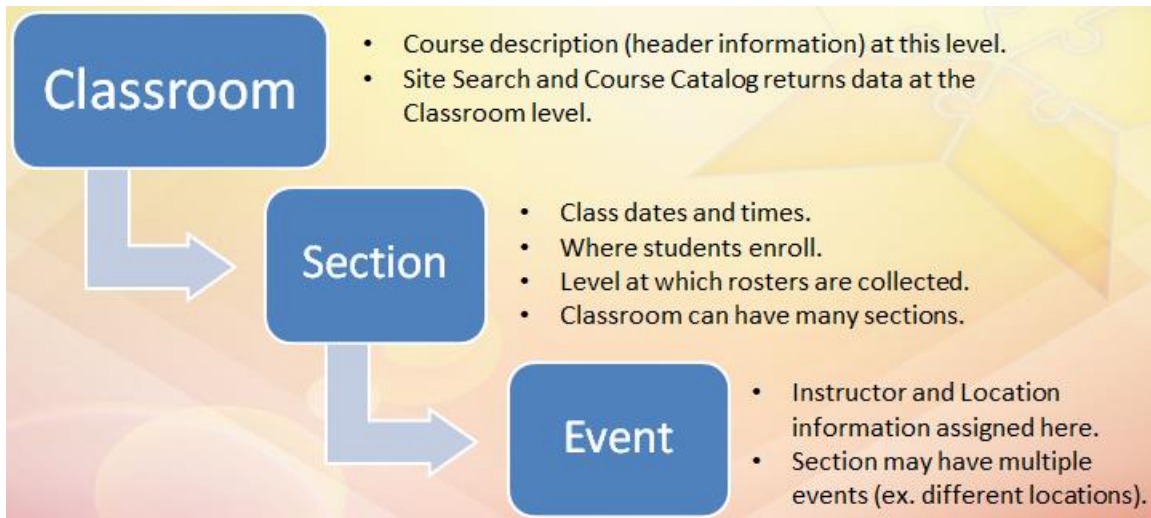 Classroom
• Course description (header information) at this level.
• Site Search and Course Catalog returns data at the
Classroom level.
Section
• Class dates and times.
• Where students enroll.
• Level at which rosters are collected.
• Classroom can have many sections.
Event
• Instructor and Location
information assigned here.
• Section may have multiple
events (ex. different locations).